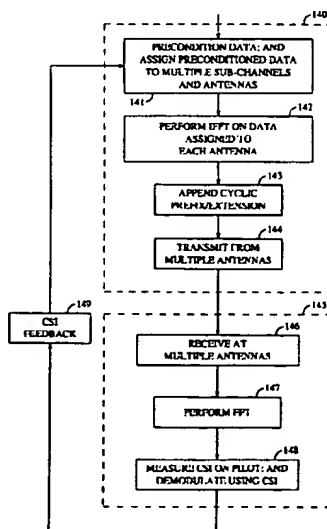 140
PRECONDITION DATA; AND
ASSIGN PRECONDITIONED DATA
TO MULTIPLE SUB-CHANNELS
AND ANTENNAS
141
142
PERFORM IFFT ON DATA
ASSIGNED TO
EACH ANTENNA
143
APPEND CYCLIC
PREFIX/EXTENSION
144
TRANSMIT FROM
MULTIPLE ANTENNAS
149
CSI
FEEDBACK
145
146
RECEIVE AT
MULTIPLE ANTENNAS
147
PERFORM FFT
148
MEASURE CSI ON PILOT; AND
DEMODULATE USING CSI